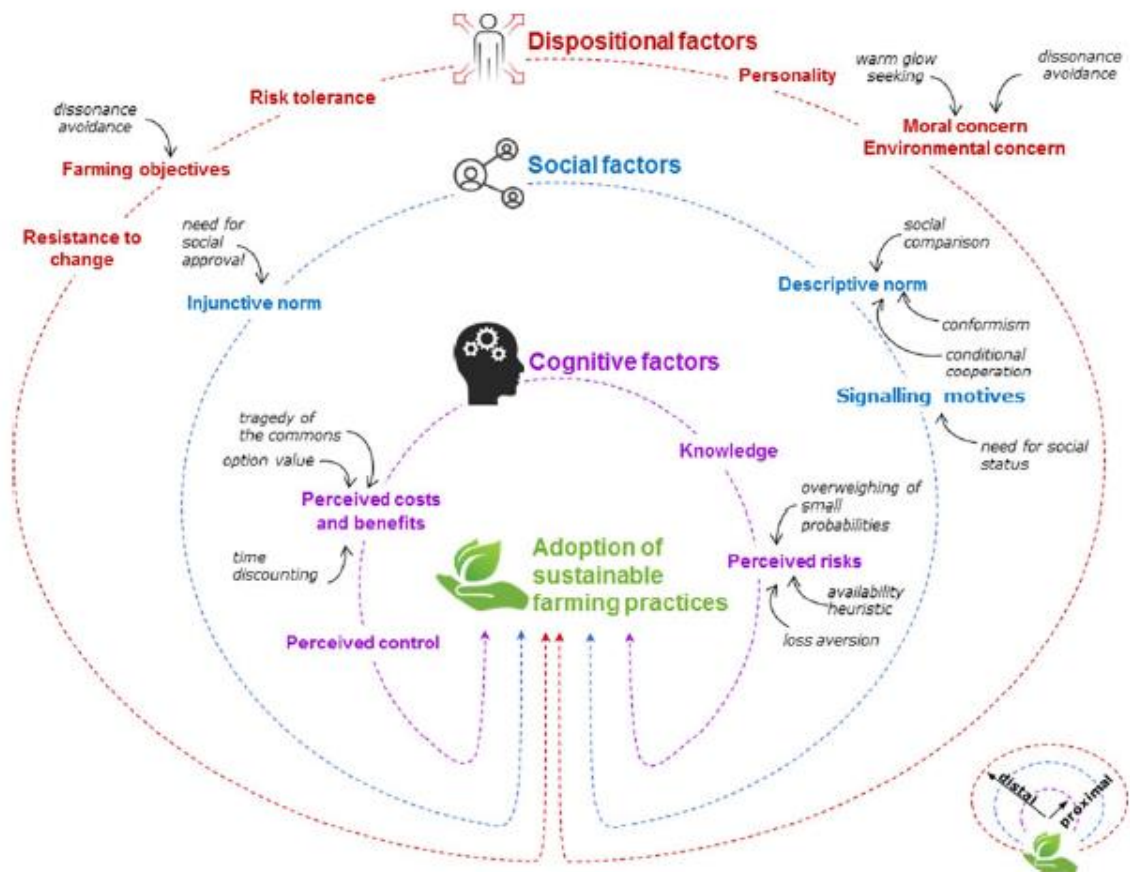 Dispositional factors
warm glow
seeking
dissonance
avoidance
Personality
Risk tolerance
dissonance
avoidance
Moral concern
Environmental concern
Farming objectives
Social factors
Resistance to
change
need for
social
approval
social
comparison
Injunctive norm
Descriptive norm
conformism
Cognitive factors
conditional
cooperation
Signalling motives
tragedy of
the commons
option value
Knowledge
need for social
status
Perceived costs
and benefits
overweighing of
small
probabilities
time
discounting
Adoption of
sustainable
farming practices
Perceived risks
availability
heuristic
loss aversion
Perceived control
distal
proximal